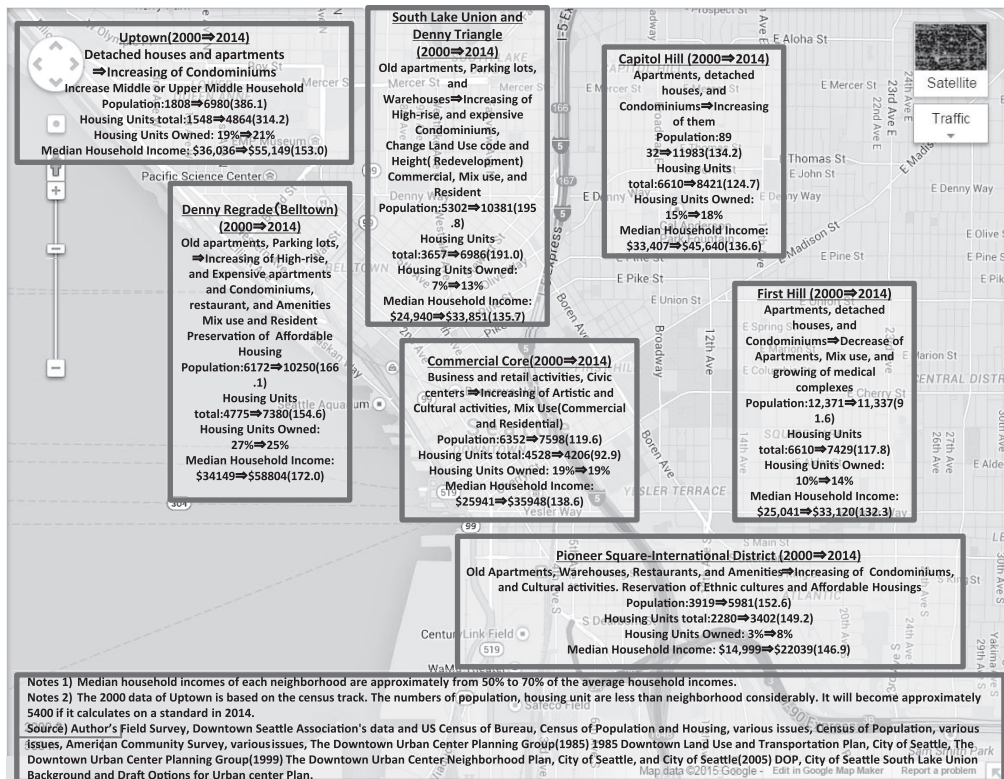 Uptown(2000⇒2014)
Detached houses and apartments
⇒Increasing of Condominiums
Increase Middle or Upper Middle Household
Population:1808⇒6980(386.1)
Housing Units total:1548⇒4864(314.2)
Housing Units Owned: 19%⇒21%
Median Household Income: $36,036⇒$55,149(153.0)
South Lake Union and
Denny Triangle
(2000⇒2014)
Old apartments, Parking lots,
and
Warehouses⇒Increasing of
High-rise, and expensive
Condominiums,
Change Land Use code and
Height( Redevelopment)
Commercial, Mix use, and
Resident
Population:5302⇒10381(195
.8)
Housing Units
total:3657⇒6986(191.0)
Housing Units Owned:
7%⇒13%
Median Household Income:
$24,940⇒$33,851(135.7)
Capitol Hill (2000⇒2014)
Apartments, detached
houses, and
Condominiums⇒Increasing
of them
Population:89
32⇒11983(134.2)
Housing Units
total:6610⇒8421(124.7)
Housing Units Owned:
15%⇒18%
Median Household Income:
$33,407⇒$45,640(136.6)
Satellite
Traffic
Denny Regrade(Belltown)
(2000⇒2014)
Old apartments, Parking lots,
⇒Increasing of High-rise,
and Expensive apartments
and Condominiums,
restaurant, and Amenities
Mix use and Resident
Preservation of Affordable
Housing
Population:6172⇒10250(166
.1)
Housing Units
total:4775⇒7380(154.6)
Housing Units Owned:
27%⇒25%
Median Household Income:
$34149⇒$58804(172.0)
Commercial Core(2000⇒2014)
Business and retail activities, Civic
centers ⇒Increasing of Artistic and
Cultural activities, Mix Use(Commercial
and Residential)
Population:6352⇒7598(119.6)
Housing Units total:4528⇒4206(92.9)
Housing Units Owned: 19%⇒19%
Median Household Income:
$25941⇒$35948(138.6)
First Hill (2000⇒2014)
Apartments, detached
houses, and
Condominiums⇒Decrease of
Apartments, Mix use, and
growing of medical
complexes
Population:12,371⇒11,337(9
1.6)
Housing Units
total:6610⇒7429(117.8)
Housing Units Owned:
10%⇒14%
Median Household Income:
$25,041⇒$33,120(132.3)
Pioneer Square-International District (2000⇒2014)
Old Apartments, Warehouses, Restaurants, and Amenities⇒Increasing of Condominiums,
and Cultural activities. Reservation of Ethnic cultures and Affordable Housings
Population:3919⇒5981(152.6)
Housing Units total:2280⇒3402(149.2)
Housing Units Owned: 3%⇒8%
Median Household Income: $14,999⇒$22039(146.9)
Pacific Science Center
Mercer St
Denny Way
E Aloha St
E Thomas St
E John St
E Denny Way
E Madison St
E Pike St
E Union St
Broadway
12th Ave
Boren Ave
Seattle Aquarium
YESLER TERRACE
Yesler Way
CenturyLink Field
Safeco Field
I-5 Express
166
167
5
99
519
304
Notes 1) Median household incomes of each neighborhood are approximately from 50% to 70% of the average household incomes.
Notes 2) The 2000 data of Uptown is based on the census track. The numbers of population, housing unit are less than neighborhood considerably. It will become approximately
5400 if it calculates on a standard in 2014.
Source) Author's Field Survey, Downtown Seattle Association's data and US Census of Bureau, Census of Population and Housing, various issues, Census of Population, various
issues, American Community Survey, various issues, The Downtown Urban Center Planning Group(1985) 1985 Downtown Land Use and Transportation Plan, City of Seattle, The
Downtown Urban Center Planning Group(1999) The Downtown Urban Center Neighborhood Plan, City of Seattle, and City of Seattle(2005) DOP, City of Seattle South Lake Union
Background and Draft Options for Urban center Plan.
Map data ©2015 Google - Edit in Google Map Maker Report a problem